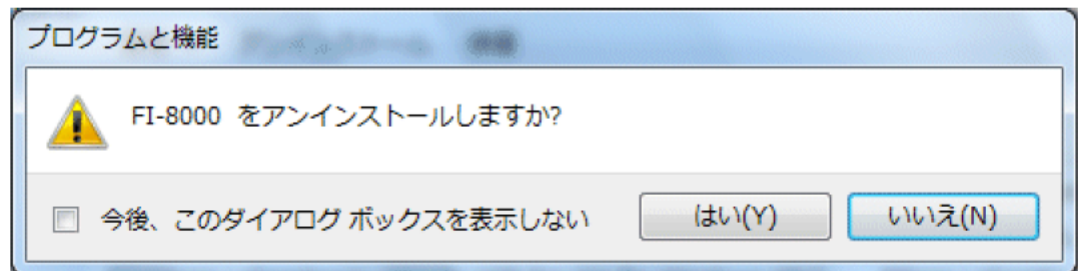 プログラムと機能
FI-8000 をアンインストールしますか?
今後、このダイアログ ボックスを表示しない
はい(Y)
いいえ(N)